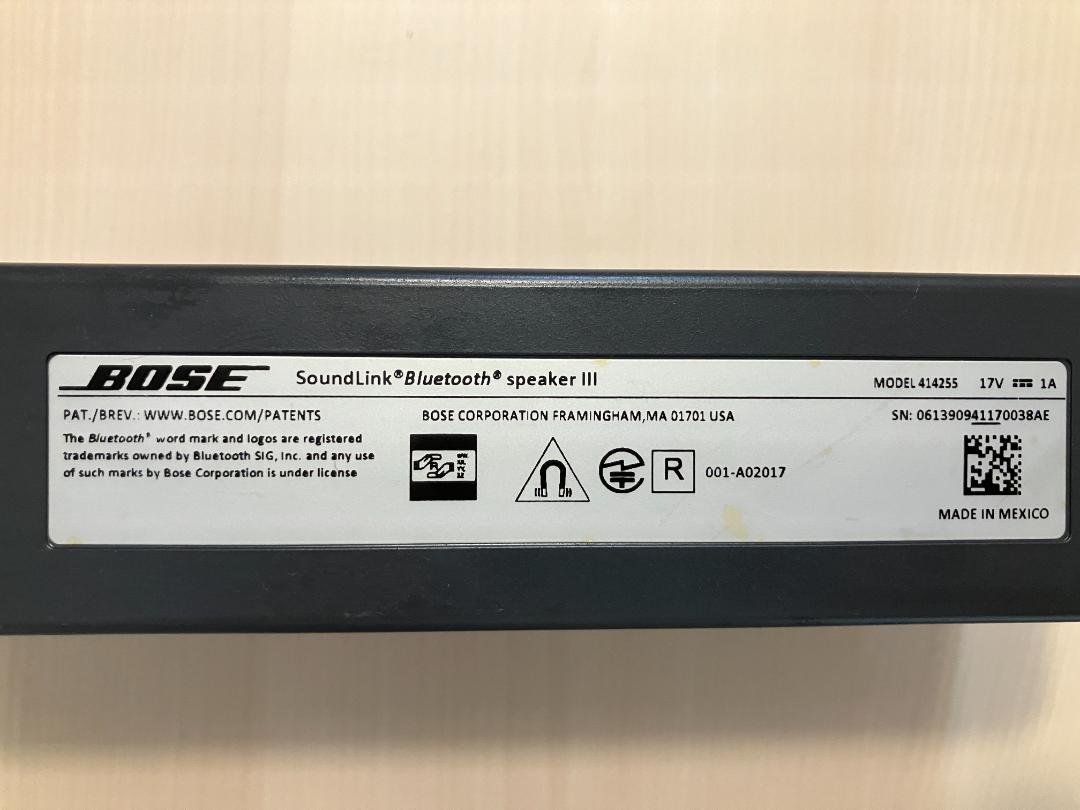 BOSE SoundLink® Bluetooth® speaker III MODEL 414255 17V ⎓ 1A
PAT./BREV.: WWW.BOSE.COM/PATENTS
The Bluetooth® word mark and logos are registered
trademarks owned by Bluetooth SIG, Inc. and any use
of such marks by Bose Corporation is under license
BOSE CORPORATION FRAMINGHAM,MA 01701 USA
R 001-A02017
SN: 061390941170038AE
MADE IN MEXICO